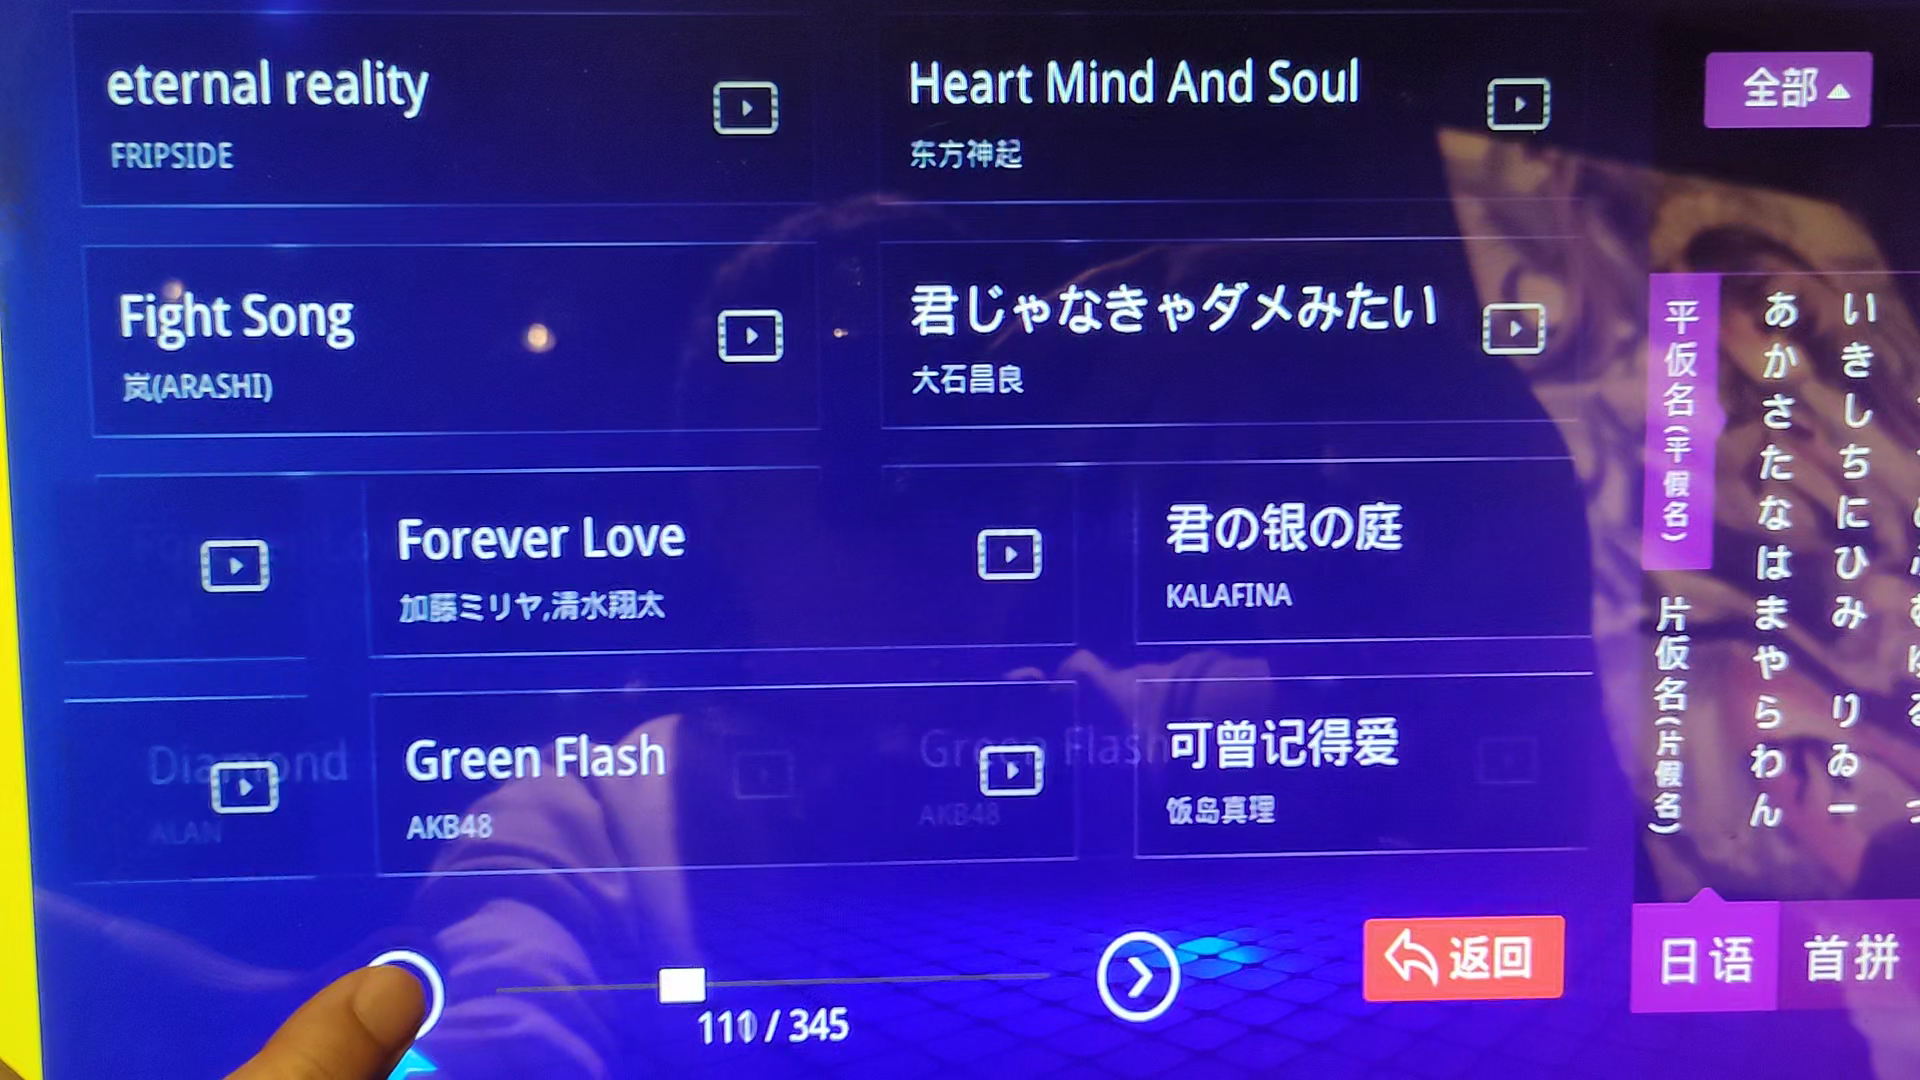 eternal reality
FRIPSIDE
Heart Mind And Soul
东方神起
全部
Fight Song
岚(ARASHI)
君じゃなきゃダメみたい
大石昌良
Forever Love
加藤ミリヤ,清水翔太
君の银の庭
KALAFINA
Diamond
ALAN
Green Flash
AKB48
Green Flash
AKB48
可曾记得爱
饭岛真理
平仮名(平假名)
片仮名(片假名)
あかさたなはまやらわん
いきしちにひみ りゐー
/ 345
返回
日语
首拼